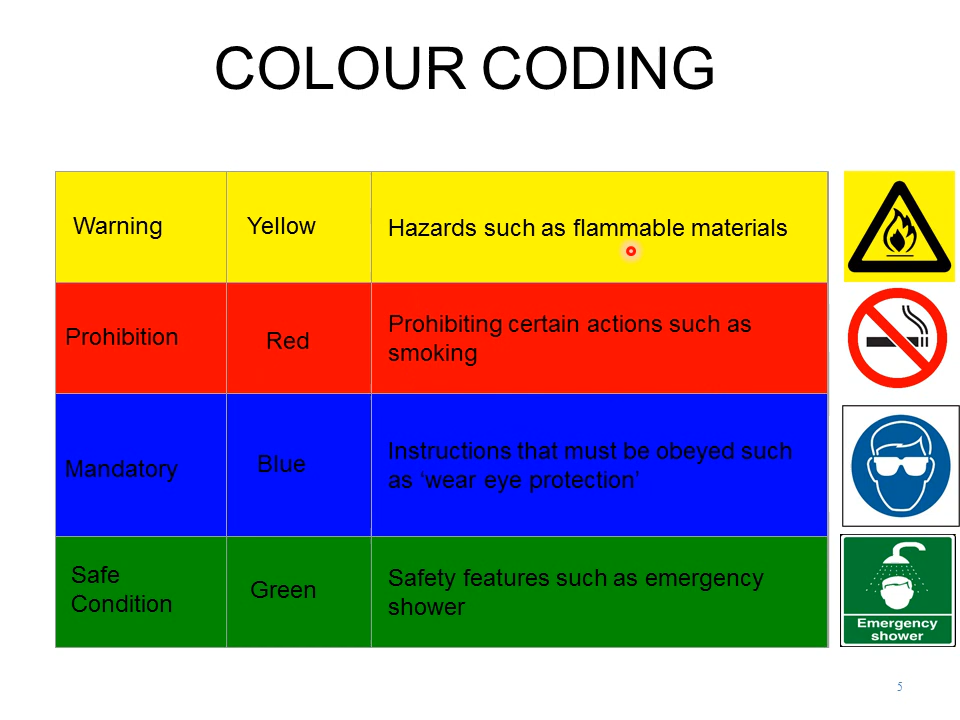 COLOUR CODING
Warning
Yellow
Hazards such as flammable materials
Prohibition
Red
Prohibiting certain actions such as
smoking
Mandatory
Blue
Instructions that must be obeyed such
as ‘wear eye protection’
Safe
Condition
Green
Safety features such as emergency
shower
Emergency
shower
5